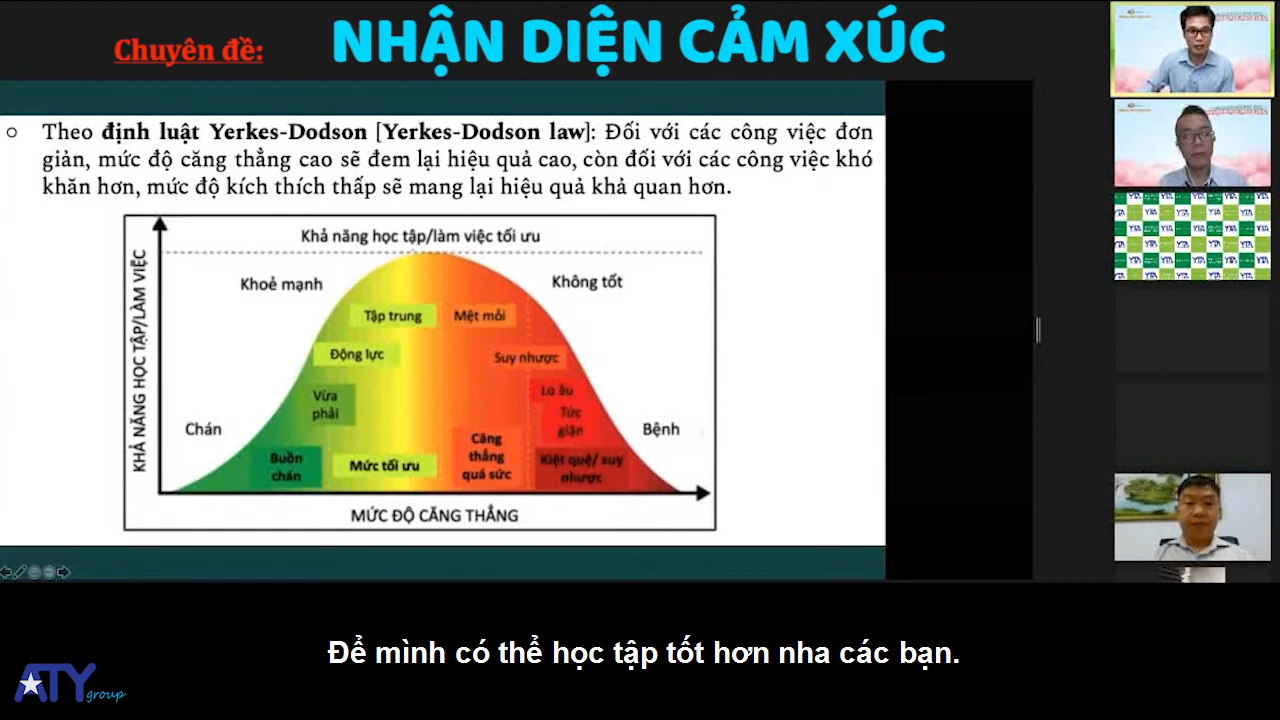 Chuyên đề:
NHẬN DIỆN CẢM XÚC
Theo định luật Yerkes-Dodson [Yerkes-Dodson law]: Đối với các công việc đơn
giản, mức độ căng thẳng cao sẽ đem lại hiệu quả cao, còn đối với các công việc khó
khăn hơn, mức độ kích thích thấp sẽ mang lại hiệu quả khả quan hơn.
KHẢ NĂNG HỌC TẬP/LÀM VIỆC
Khả năng học tập/làm việc tối ưu
Khoẻ mạnh
Không tốt
Tập trung
Mệt mỏi
Động lực
Suy nhược
Vừa
phải
Lo âu
Tức
giận
Chán
Bệnh
Buồn
chán
Mức tối ưu
Căng
thẳng
quá sức
Kiệt quệ/ suy
nhược
MỨC ĐỘ CĂNG THẲNG
Để mình có thể học tập tốt hơn nha các bạn.
ATY
group